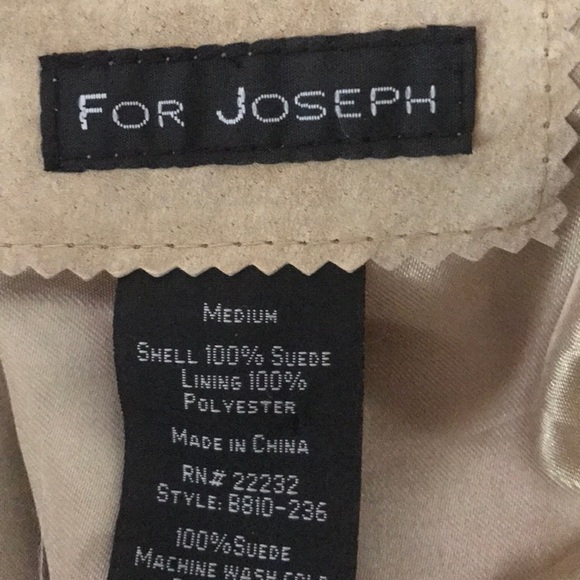 FOR JOSEPH
MEDIUM
SHELL 100% SUEDE
LINING 100%
POLYESTER
MADE IN CHINA
RN# 22232
STYLE: B810-236
100%SUEDE
MACHINE WASH COLD